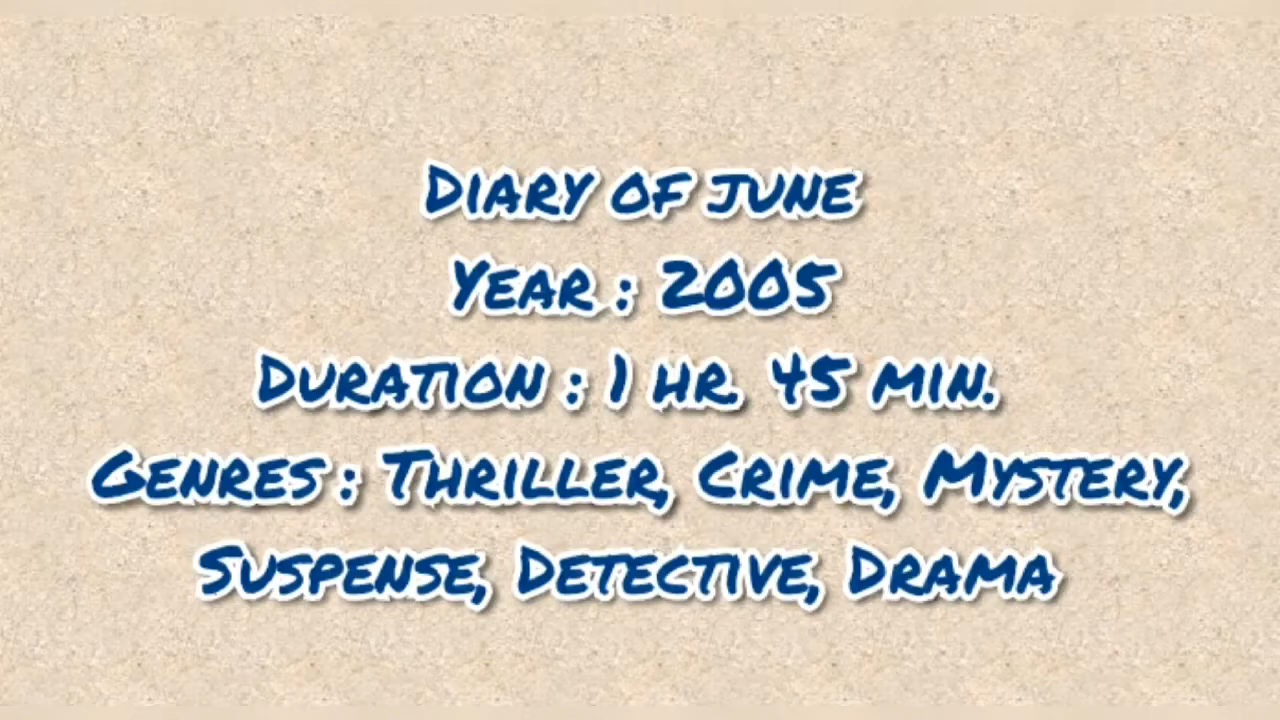 Diary of june
Year : 2005
Duration : 1 hr. 45 min.
Genres : Thriller, Crime, Mystery,
Suspense, Detective, Drama